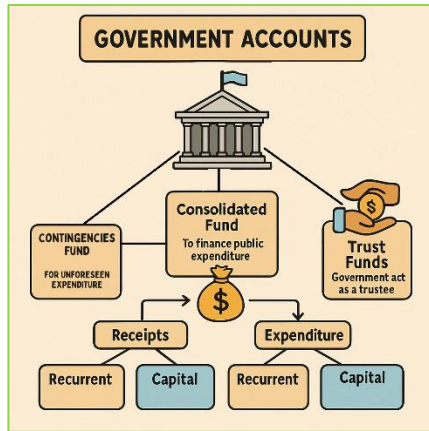 GOVERNMENT ACCOUNTS
CONTINGENCIES
FUND
FOR UNFORESEEN
EXPENDITURE
Consolidated
Fund
To finance public
expenditure
$
Trust
Funds
Government act
as a trustee
$
Receipts
Expenditure
Recurrent
Capital
Recurrent
Capital